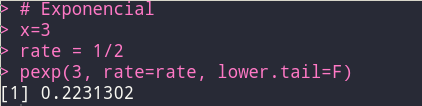 > # Exponencial
> x=3
> rate = 1/2
> pexp(3, rate=rate, lower.tail=F)
[1] 0.2231302